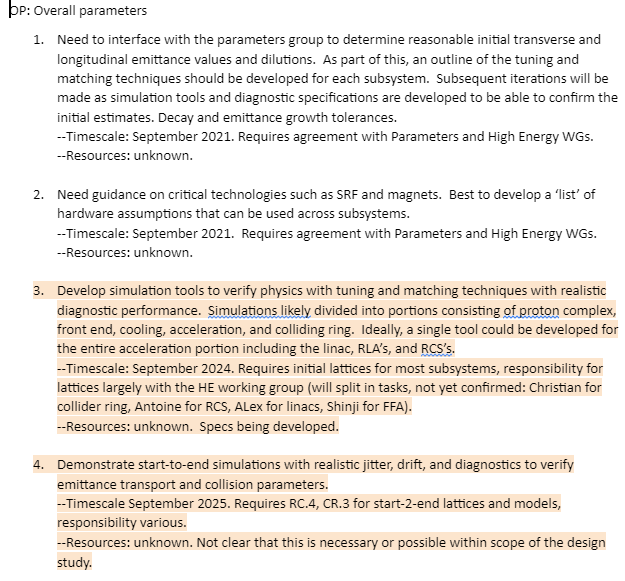 OP: Overall parameters
1. Need to interface with the parameters group to determine reasonable initial transverse and
longitudinal emittance values and dilutions. As part of this, an outline of the tuning and
matching techniques should be developed for each subsystem. Subsequent iterations will be
made as simulation tools and diagnostic specifications are developed to be able to confirm the
initial estimates. Decay and emittance growth tolerances.
--Timescale: September 2021. Requires agreement with Parameters and High Energy WGs.
--Resources: unknown.
2. Need guidance on critical technologies such as SRF and magnets. Best to develop a ‘list’ of
hardware assumptions that can be used across subsystems.
--Timescale: September 2021. Requires agreement with Parameters and High Energy WGs.
--Resources: unknown.
3. Develop simulation tools to verify physics with tuning and matching techniques with realistic
diagnostic performance. Simulations likely divided into portions consisting of proton complex,
front end, cooling, acceleration, and colliding ring. Ideally, a single tool could be developed for
the entire acceleration portion including the linac, RLA’s, and RCS’s.
--Timescale: September 2024. Requires initial lattices for most subsystems, responsibility for
lattices largely with the HE working group (will split in tasks, not yet confirmed: Christian for
collider ring, Antoine for RCS, ALex for linacs, Shinji for FFA).
--Resources: unknown. Specs being developed.
4. Demonstrate start-to-end simulations with realistic jitter, drift, and diagnostics to verify
emittance transport and collision parameters.
--Timescale September 2025. Requires RC.4, CR.3 for start-2-end lattices and models,
responsibility various.
--Resources: unknown. Not clear that this is necessary or possible within scope of the design
study.